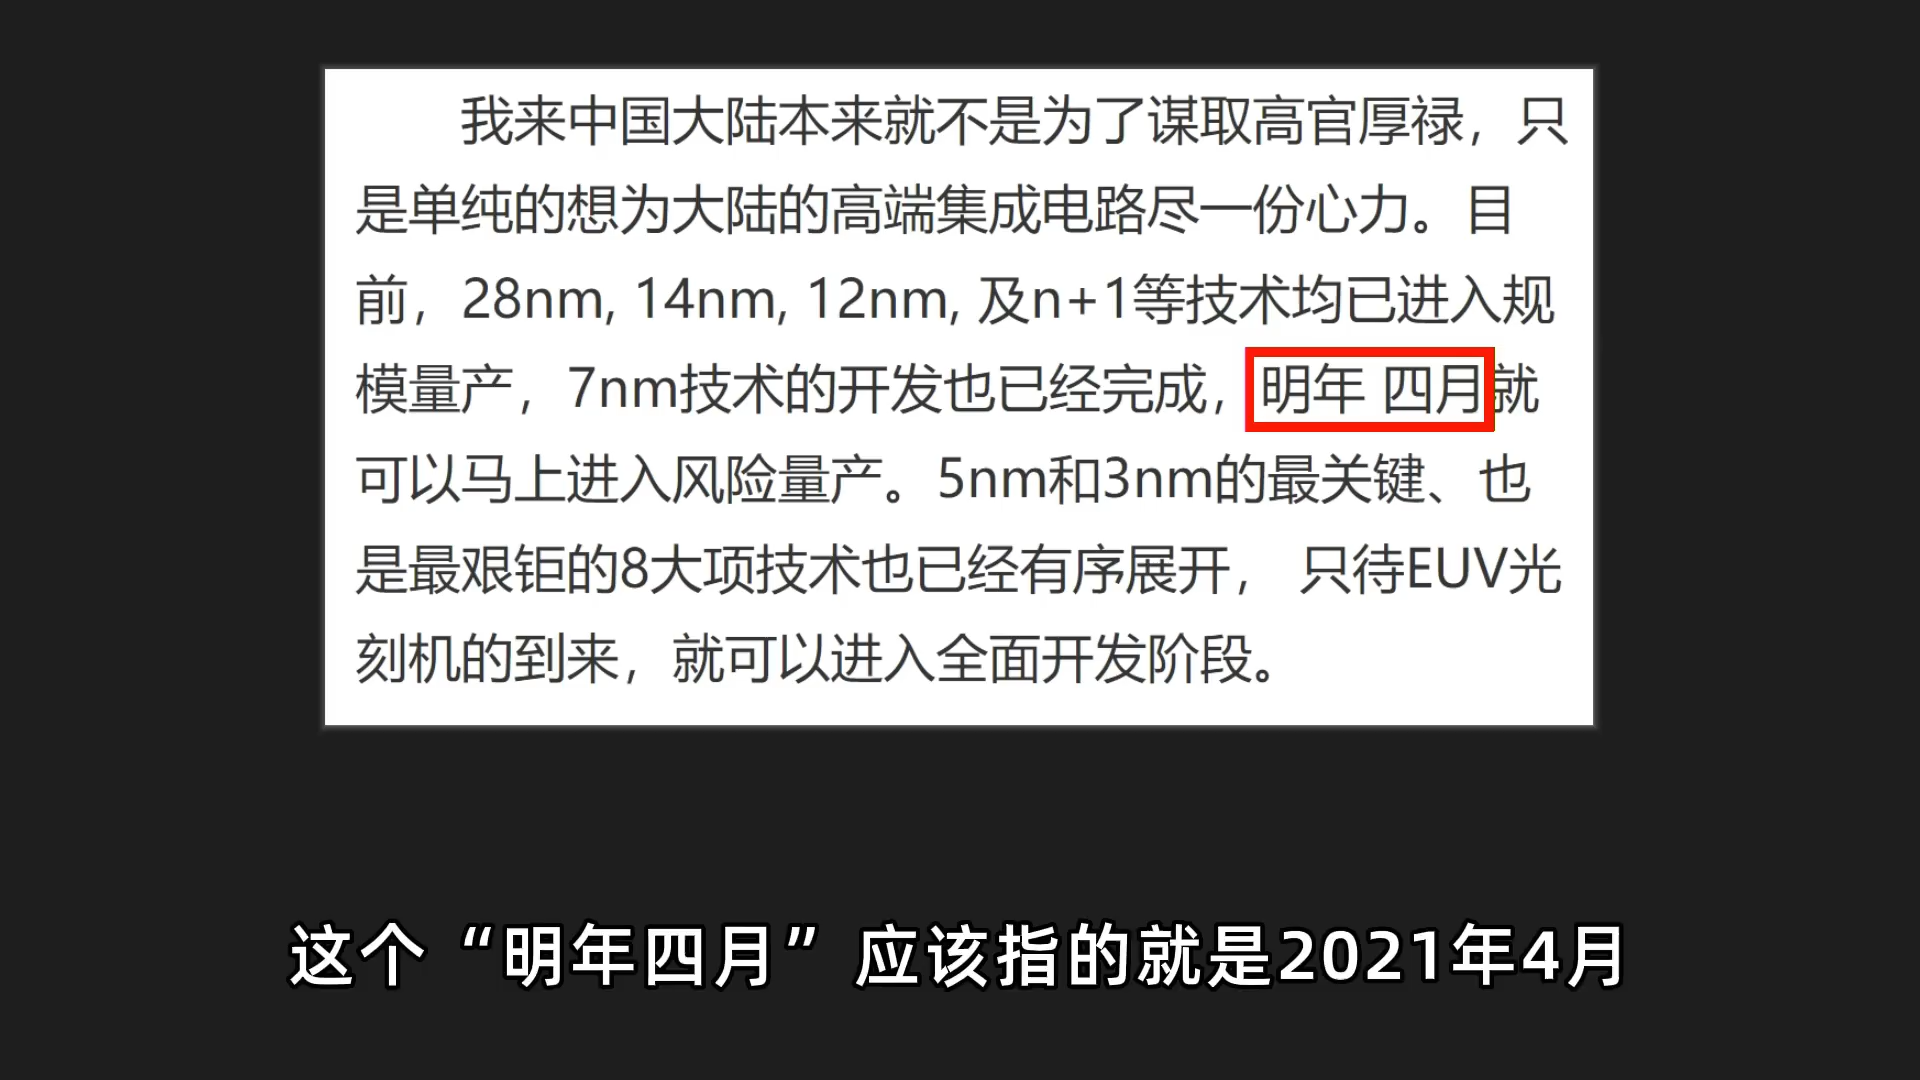 我来中国大陆本来就不是为了谋取高官厚禄，只
是单纯的想为大陆的高端集成电路尽一份心力。目
前，28nm, 14nm, 12nm, 及n+1等技术均已进入规
模量产，7nm技术的开发也已经完成，明年 四月就
可以马上进入风险量产。5nm和3nm的最关键、也
是最艰钜的8大项技术也已经有序展开， 只待EUV光
刻机的到来，就可以进入全面开发阶段。
这个“明年四月”应该指的就是2021年4月